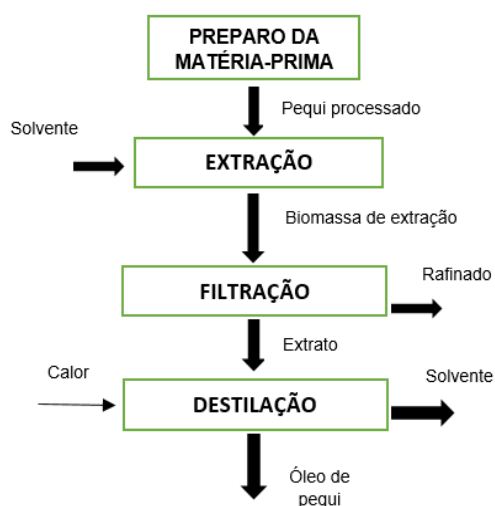 PREPARO DA
MATÉRIA-PRIMA
Pequi processado
Solvente
EXTRAÇÃO
Biomassa de extração
Rafinado
FILTRAÇÃO
Extrato
Calor
Solvente
DESTILAÇÃO
Óleo de
pequi